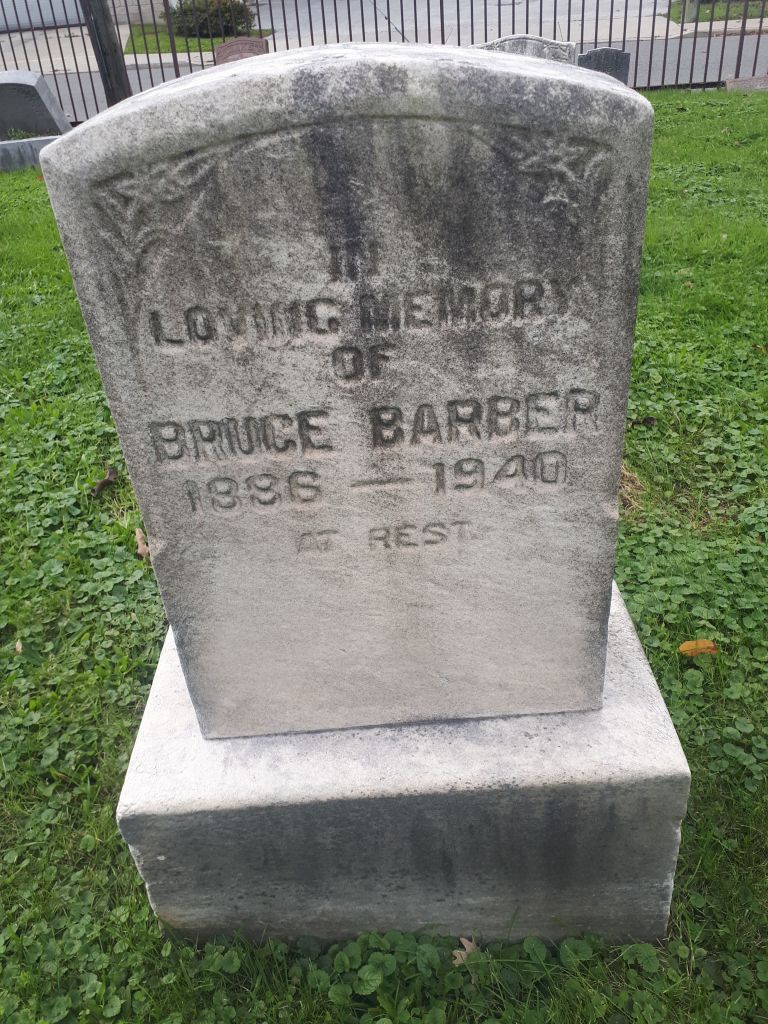 IN
LOVING MEMORY
OF
BRUCE BARBER
1886 — 1940
AT REST